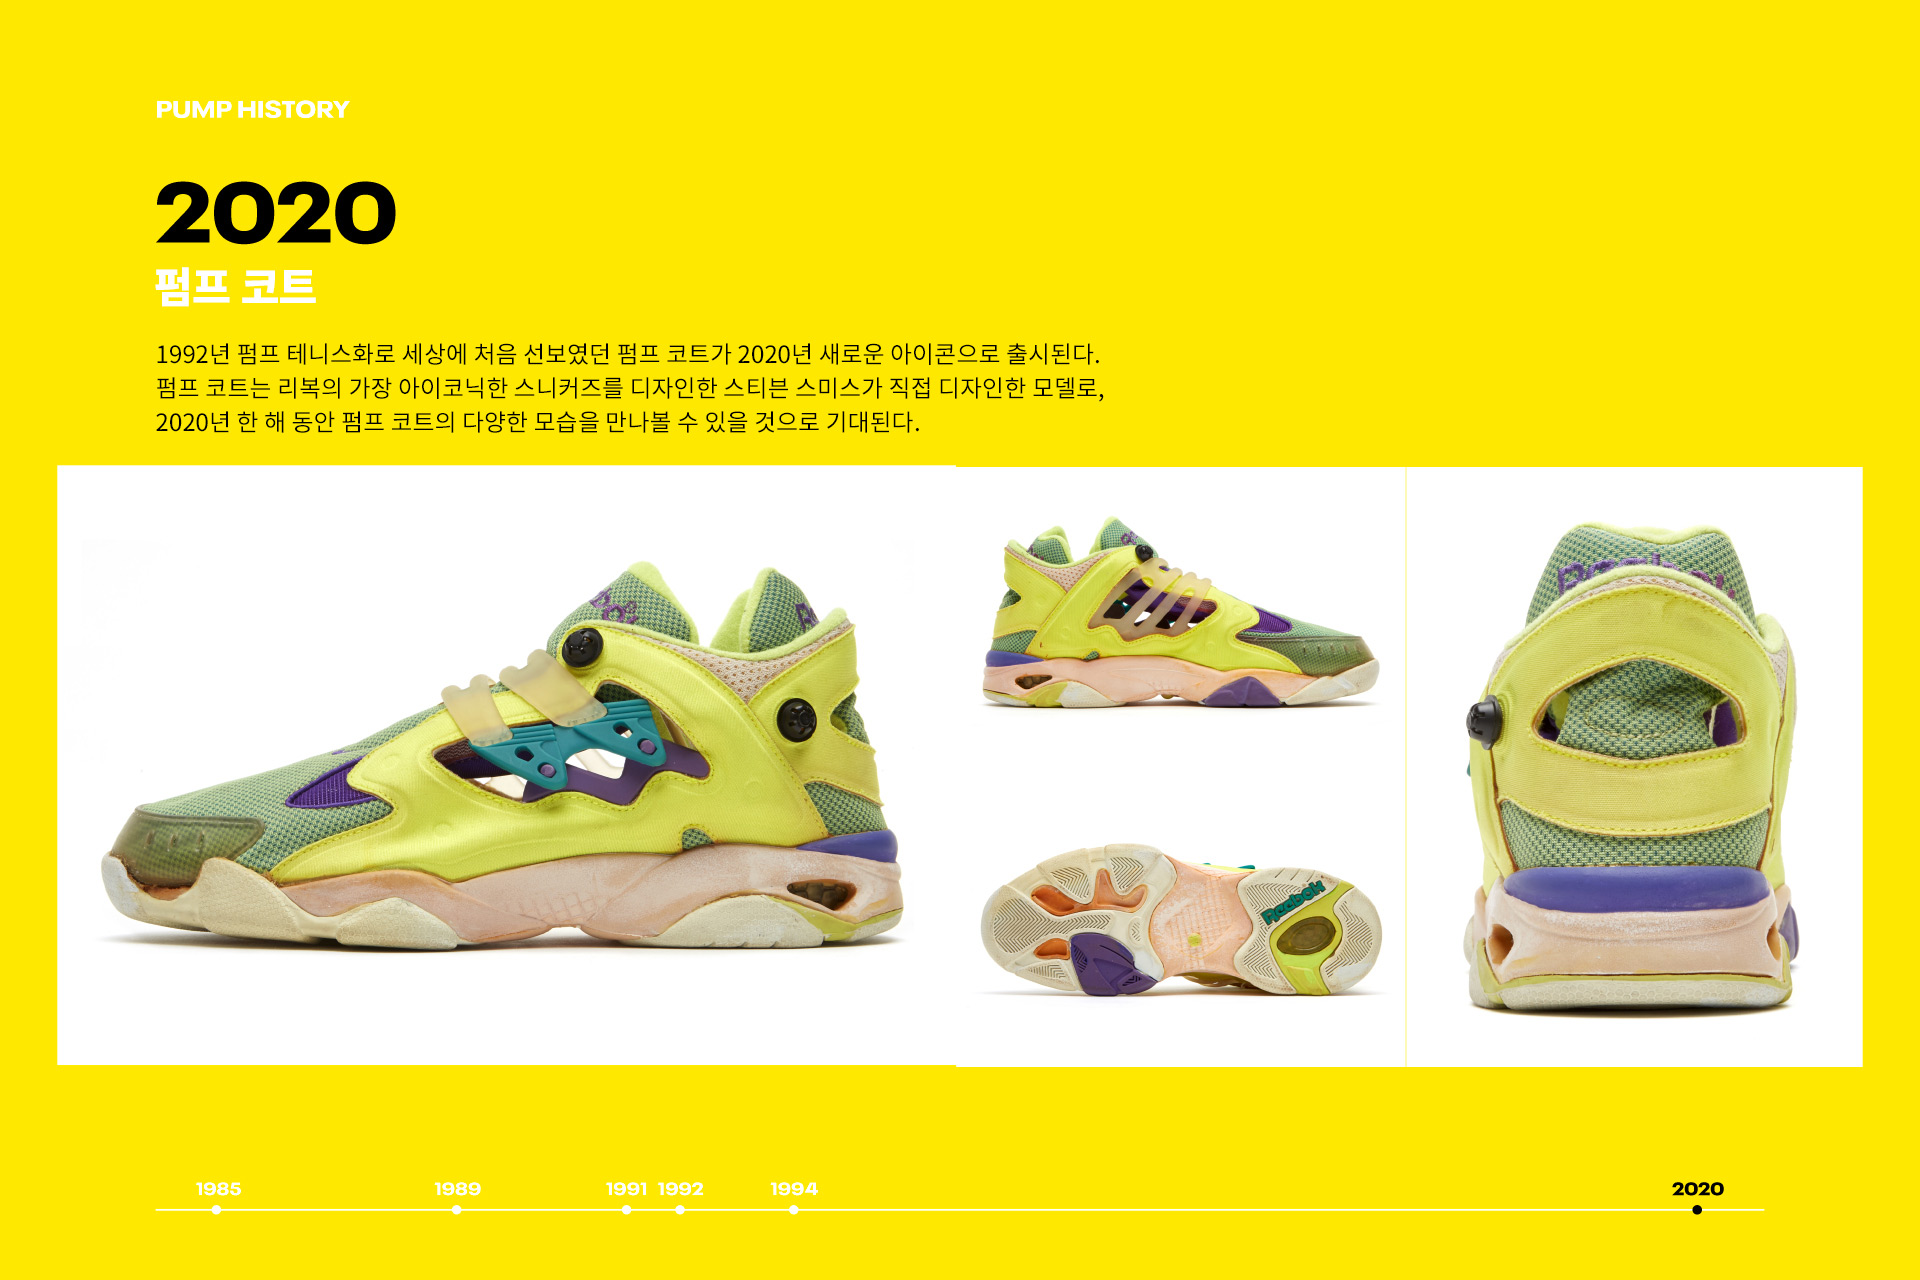 PUMP HISTORY
2020
펌프 코트
1992년 펌프 테니스화로 세상에 처음 선보였던 펌프 코트가 2020년 새로운 아이콘으로 출시된다.
펌프 코트는 리복의 가장 아이코닉한 스니커즈를 디자인한 스티븐 스미스가 직접 디자인한 모델로,
2020년 한 해 동안 펌프 코트의 다양한 모습을 만나볼 수 있을 것으로 기대된다.
Reebok
1985 1989 1991 1992 1994 2020